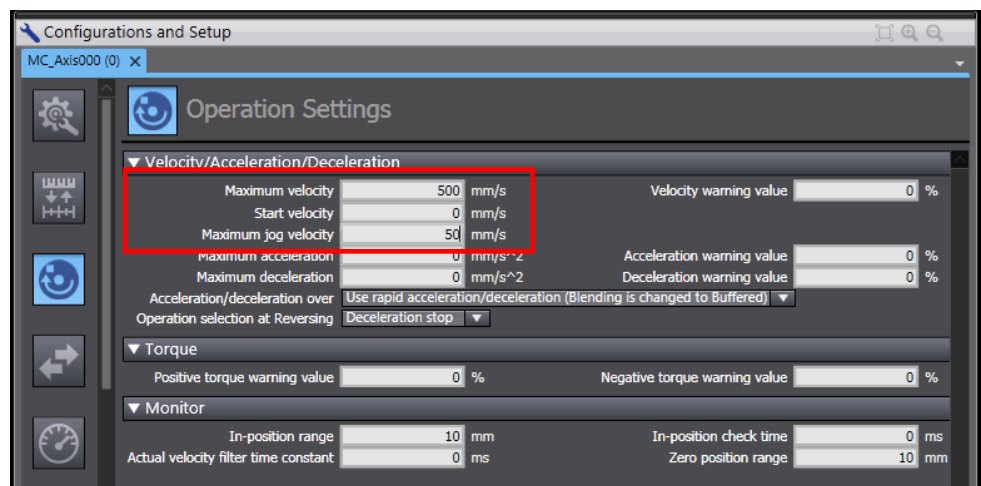 Configurations and Setup
MC_Axis000 (0)
Operation Settings
Velocity/Acceleration/Deceleration
Maximum velocity 500 mm/s Velocity warning value 0 %
Start velocity 0 mm/s
Maximum jog velocity 50 mm/s
Maximum acceleration 0 mm/s^2 Acceleration warning value 0 %
Maximum deceleration 0 mm/s^2 Deceleration warning value 0 %
Acceleration/deceleration over Use rapid acceleration/deceleration (Blending is changed to Buffered)
Operation selection at Reversing Deceleration stop
Torque
Positive torque warning value 0 % Negative torque warning value 0 %
Monitor
In-position range 10 mm In-position check time 0 ms
Actual velocity filter time constant 0 ms Zero position range 10 mm